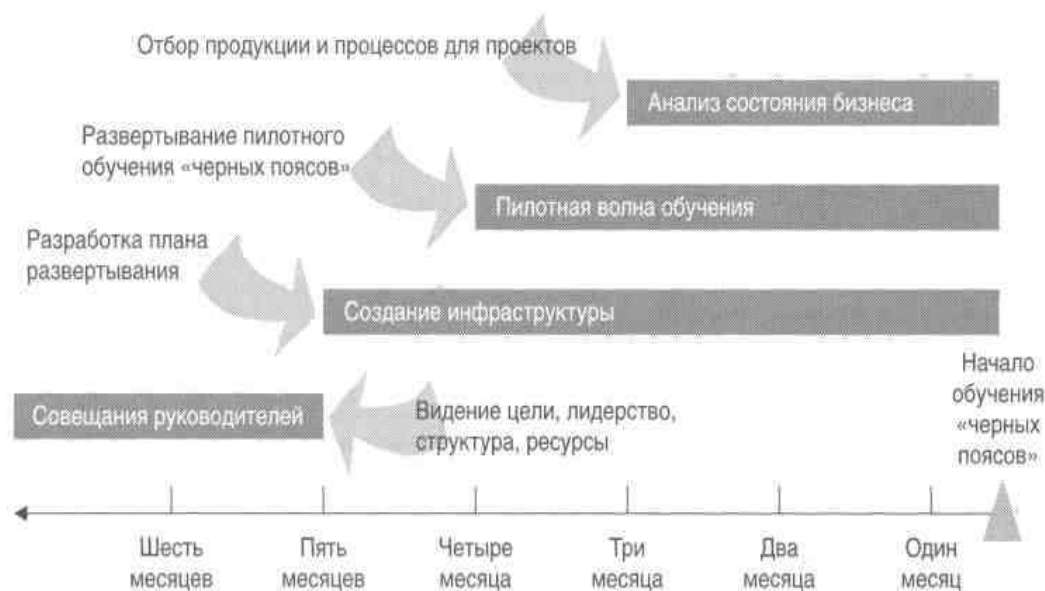 Отбор продукции и процессов для проектов
Анализ состояния бизнеса
Развертывание пилотного
обучения «черных поясов»
Пилотная волна обучения
Разработка плана
развертывания
Создание инфраструктуры
Начало
обучения
«черных
поясов»
Совещания руководителей
Видение цели, лидерство,
структура, ресурсы
Шесть
месяцев
Пять
месяцев
Четыре
месяца
Три
месяца
Два
месяца
Один
месяц